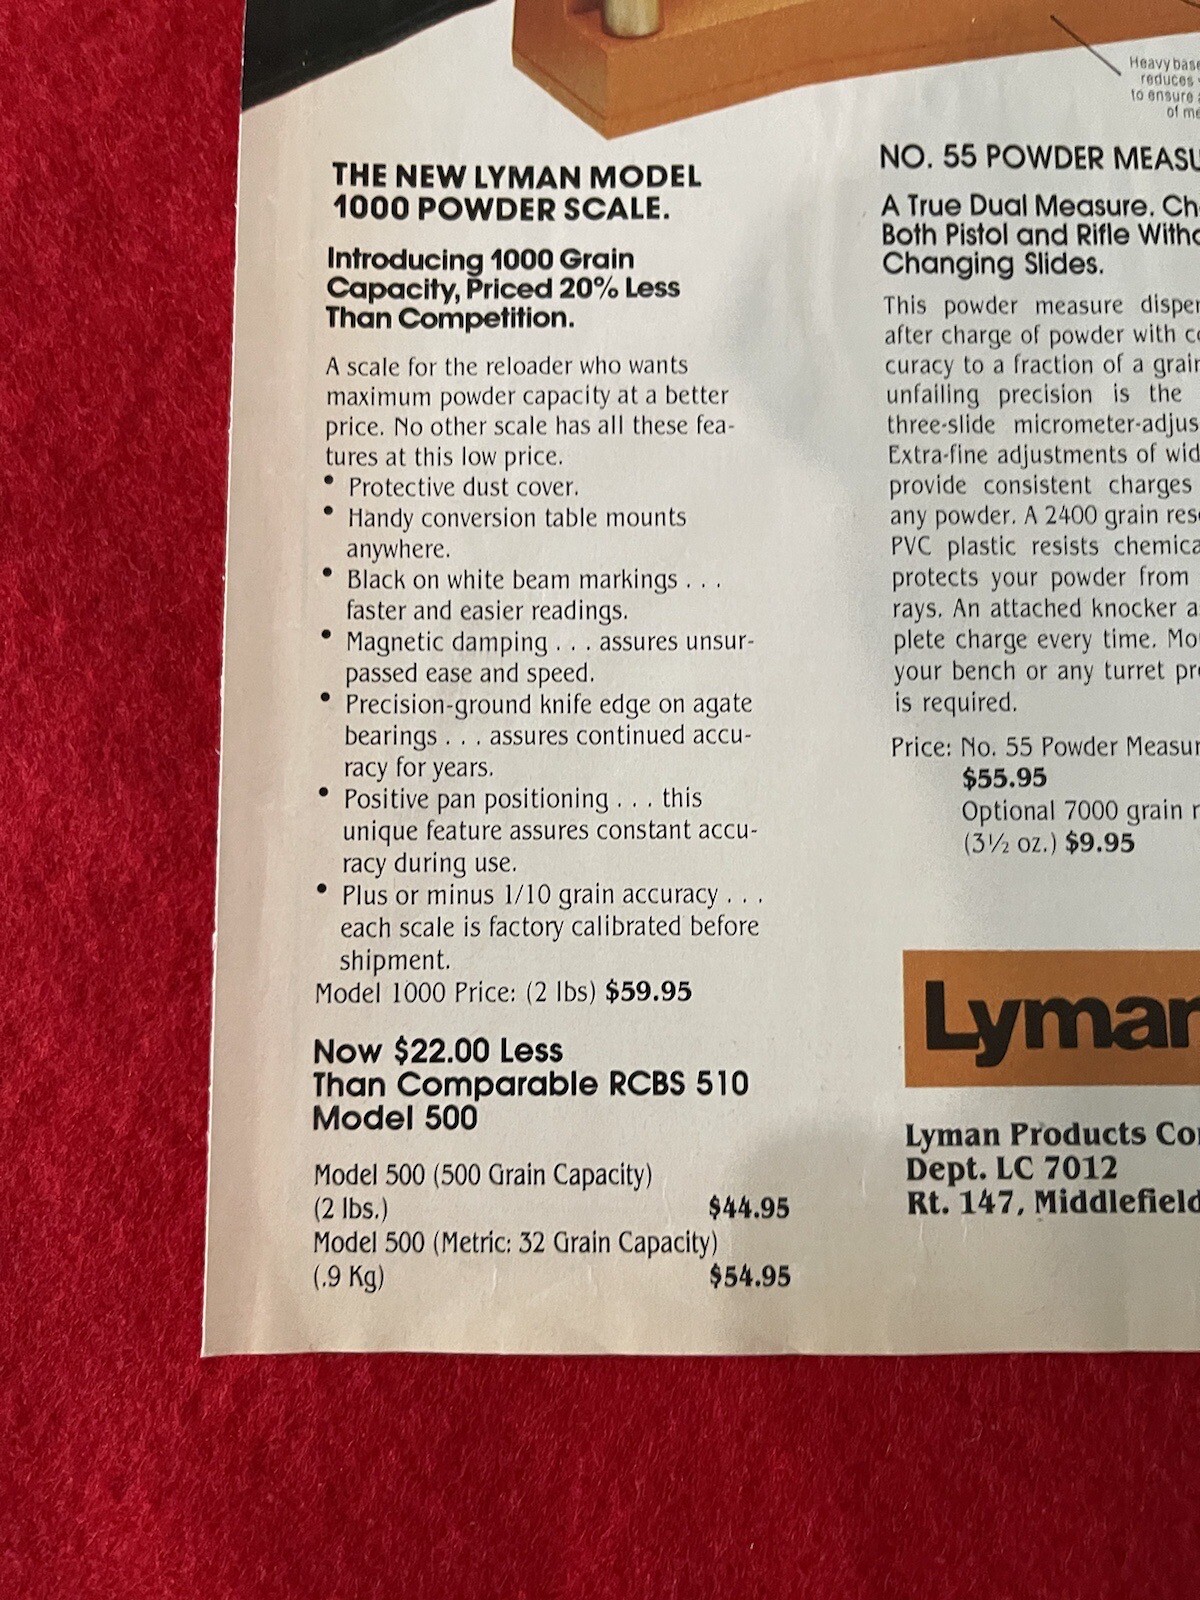 Heavy base
reduces
to ensure
of me
THE NEW LYMAN MODEL
1000 POWDER SCALE.
Introducing 1000 Grain
Capacity, Priced 20% Less
Than Competition.
A scale for the reloader who wants
maximum powder capacity at a better
price. No other scale has all these fea-
tures at this low price.
• Protective dust cover.
• Handy conversion table mounts
anywhere.
• Black on white beam markings . . .
faster and easier readings.
• Magnetic damping . . . assures unsur-
passed ease and speed.
• Precision-ground knife edge on agate
bearings . . . assures continued accu-
racy for years.
• Positive pan positioning . . . this
unique feature assures constant accu-
racy during use.
• Plus or minus 1/10 grain accuracy . . .
each scale is factory calibrated before
shipment.
Model 1000 Price: (2 lbs) $59.95
Now $22.00 Less
Than Comparable RCBS 510
Model 500
Model 500 (500 Grain Capacity)
(2 lbs.) $44.95
Model 500 (Metric: 32 Grain Capacity)
(.9 Kg) $54.95
NO. 55 POWDER MEASU
A True Dual Measure. Ch
Both Pistol and Rifle Witho
Changing Slides.
This powder measure dispen
after charge of powder with co
curacy to a fraction of a grain
unfailing precision is the
three-slide micrometer-adjus
Extra-fine adjustments of wid
provide consistent charges
any powder. A 2400 grain rese
PVC plastic resists chemica
protects your powder from
rays. An attached knocker as
plete charge every time. Mo
your bench or any turret pre
is required.
Price: No. 55 Powder Measur
$55.95
Optional 7000 grain r
(3½ oz.) $9.95
Lyman
Lyman Products Cor
Dept. LC 7012
Rt. 147, Middlefield